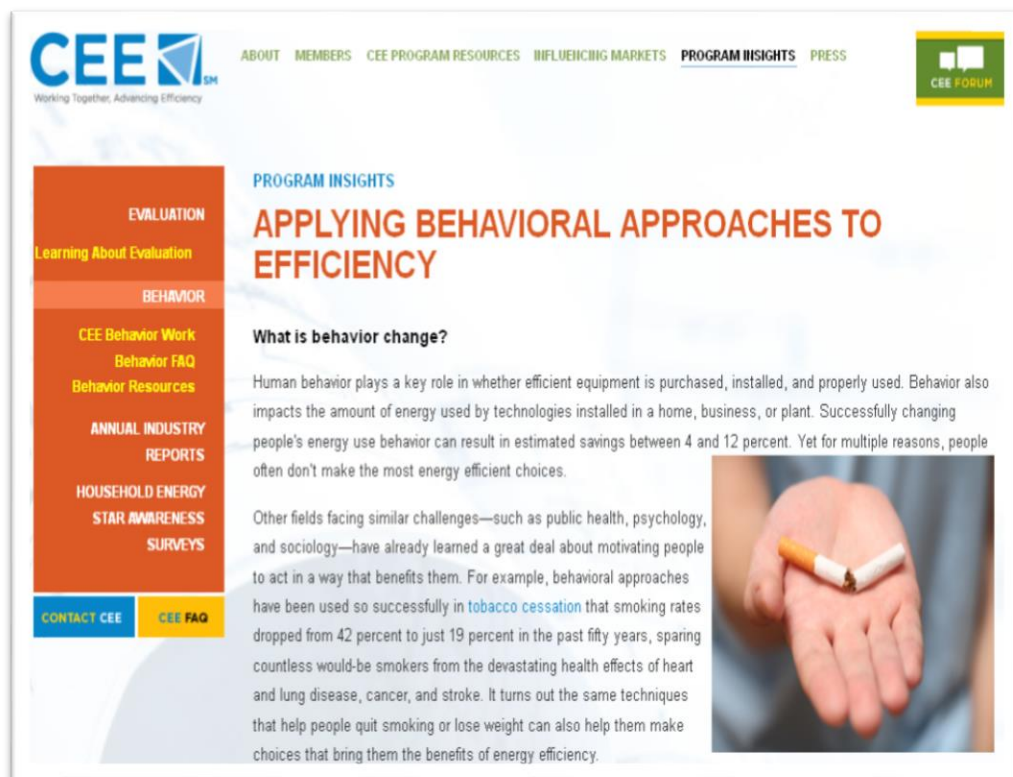 CEE SM
Working Together, Advancing Efficiency
ABOUT MEMBERS CEE PROGRAM RESOURCES INFLUENCING MARKETS PROGRAM INSIGHTS PRESS
CEE FORUM
EVALUATION
Learning About Evaluation
BEHAVIOR
CEE Behavior Work
Behavior FAQ
Behavior Resources
ANNUAL INDUSTRY
REPORTS
HOUSEHOLD ENERGY
STAR AWARENESS
SURVEYS
CONTACT CEE
CEE FAQ
PROGRAM INSIGHTS
APPLYING BEHAVIORAL APPROACHES TO
EFFICIENCY
What is behavior change?
Human behavior plays a key role in whether efficient equipment is purchased, installed, and properly used. Behavior also
impacts the amount of energy used by technologies installed in a home, business, or plant. Successfully changing
people's energy use behavior can result in estimated savings between 4 and 12 percent. Yet for multiple reasons, people
often don't make the most energy efficient choices.
Other fields facing similar challenges—such as public health, psychology,
and sociology—have already learned a great deal about motivating people
to act in a way that benefits them. For example, behavioral approaches
have been used so successfully in tobacco cessation that smoking rates
dropped from 42 percent to just 19 percent in the past fifty years, sparing
countless would-be smokers from the devastating health effects of heart
and lung disease, cancer, and stroke. It turns out the same techniques
that help people quit smoking or lose weight can also help them make
choices that bring them the benefits of energy efficiency.